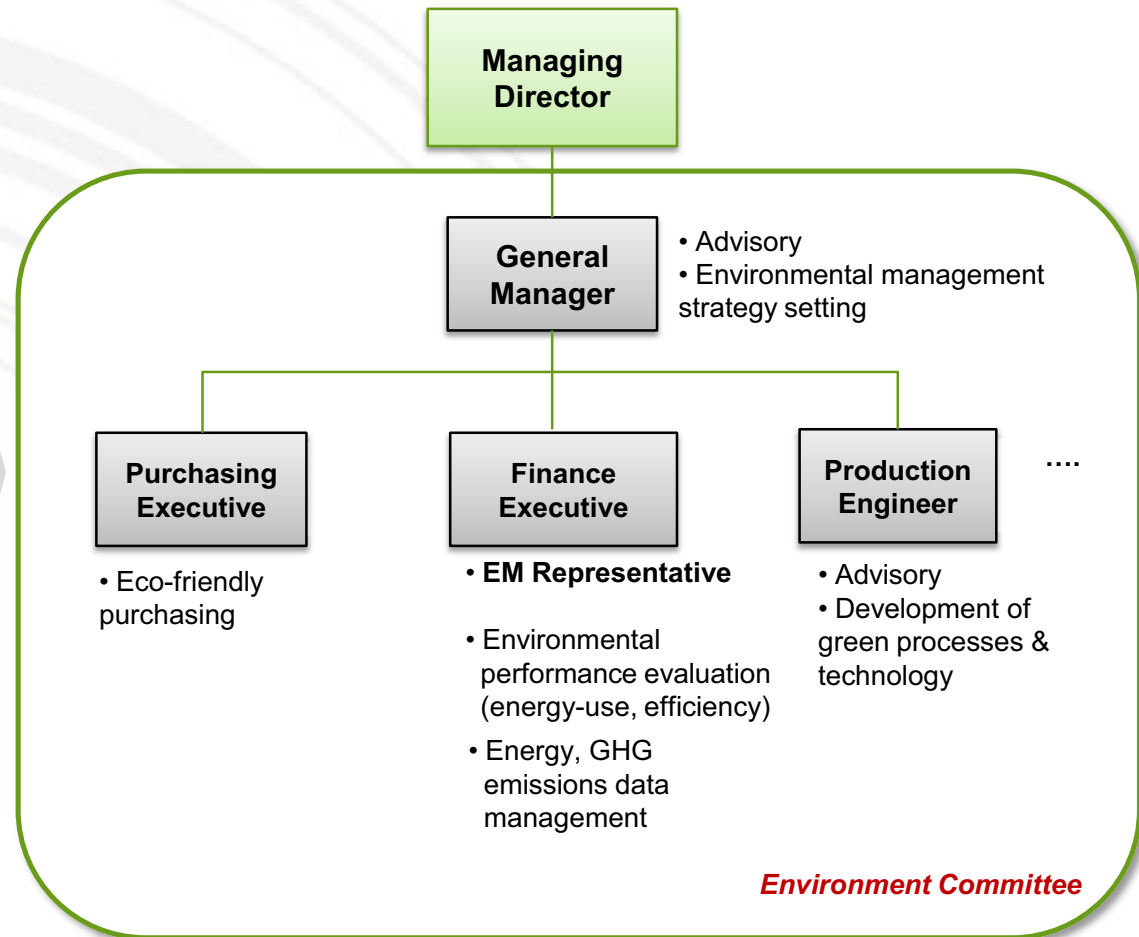 Managing
Director
General
Manager
• Advisory
• Environmental management
strategy setting
Purchasing
Executive
• Eco-friendly
purchasing
Finance
Executive
• EM Representative
• Environmental
performance evaluation
(energy-use, efficiency)
• Energy, GHG
emissions data
management
Production
Engineer
• Advisory
• Development of
green processes &
technology
....
Environment Committee